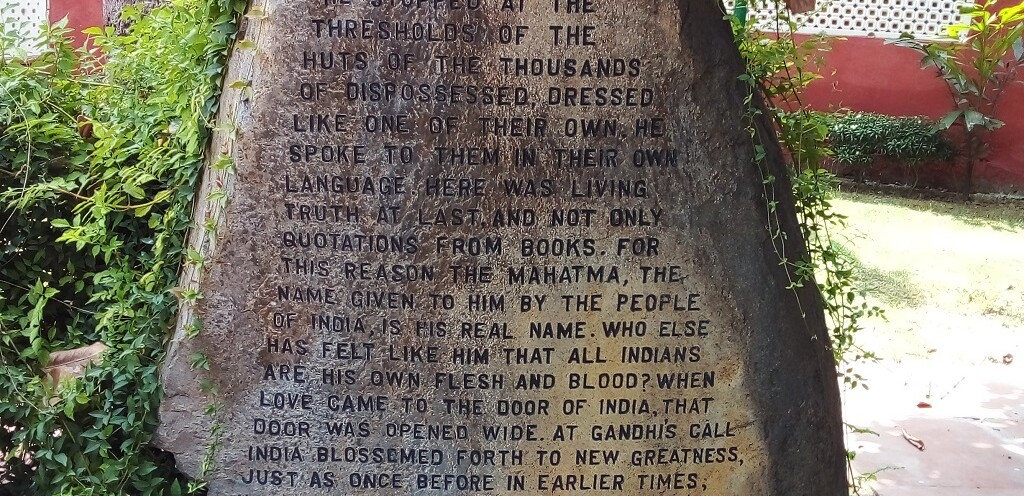 HE STOPPED AT THE
THRESHOLDS OF THE
HUTS OF THE THOUSANDS
OF DISPOSSESSED, DRESSED
LIKE ONE OF THEIR OWN. HE
SPOKE TO THEM IN THEIR OWN
LANGUAGE. HERE WAS LIVING
TRUTH AT LAST, AND NOT ONLY
QUOTATIONS FROM BOOKS. FOR
THIS REASON THE MAHATMA, THE
NAME GIVEN TO HIM BY THE PEOPLE
OF INDIA, IS HIS REAL NAME. WHO ELSE
HAS FELT LIKE HIM THAT ALL INDIANS
ARE HIS OWN FLESH AND BLOOD? WHEN
LOVE CAME TO THE DOOR OF INDIA, THAT
DOOR WAS OPENED WIDE. AT GANDHI'S CALL
INDIA BLOSSOMED FORTH TO NEW GREATNESS,
JUST AS ONCE BEFORE IN EARLIER TIMES,